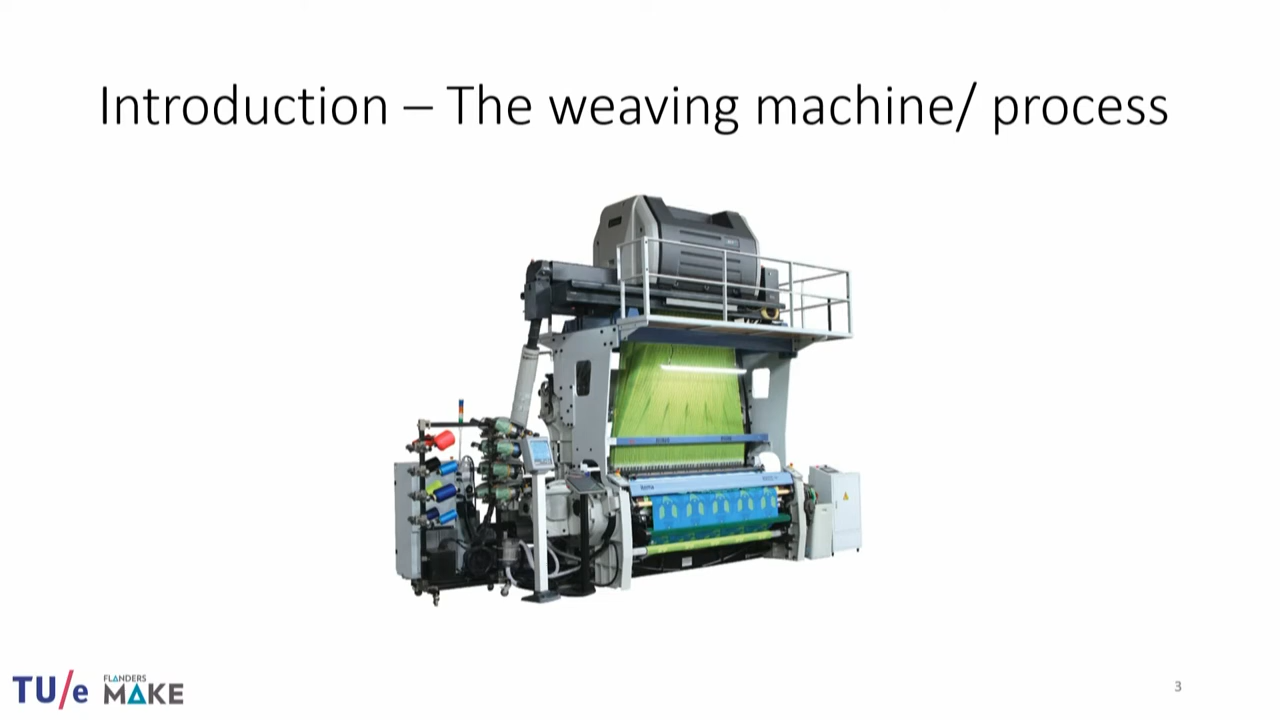 Introduction – The weaving machine/ process
TU/e
FLANDERS
MAKE
3